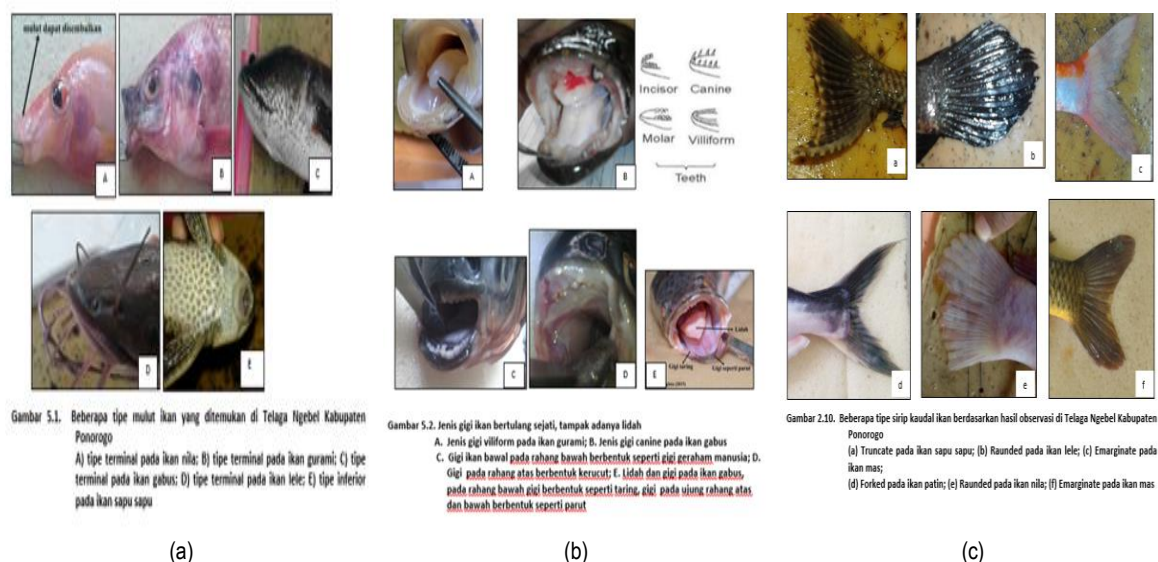 mulut dapat disembulkan
A
B
C
D
E
Gambar 5.1. Beberapa tipe mulut ikan yang ditemukan di Telaga Ngebel Kabupaten
Ponorogo
A) tipe terminal pada ikan nila; B) tipe terminal pada ikan gurami; C) tipe
terminal pada ikan gabus; D) tipe terminal pada ikan lele; E) tipe inferior
pada ikan sapu sapu
(a)
A
B
Incisor Canine
Molar Villiform
Teeth
C
D
E
Lidah
Gigi taring
Gigi seperti parut
Gambar 5.2. Jenis gigi ikan bertulang sejati, tampak adanya lidah
A. Jenis gigi viliform pada ikan gurami; B. Jenis gigi canine pada ikan gabus
C. Gigi ikan bawal pada rahang bawah berbentuk seperti gigi geraham manusia; D.
Gigi pada rahang atas berbentuk kerucut; E. Lidah dan gigi pada ikan gabus,
pada rahang bawah gigi berbentuk seperti taring, gigi pada ujung rahang atas
dan bawah berbentuk seperti parut
(b)
a
b
c
d
e
f
Gambar 2.10. Beberapa tipe sirip kaudal ikan berdasarkan hasil observasi di Telaga Ngebel Kabupaten
Ponorogo
(a) Truncate pada ikan sapu sapu; (b) Raunded pada ikan lele; (c) Emarginate pada
ikan mas;
(d) Forked pada ikan patin; (e) Raunded pada ikan nila; (f) Emarginate pada ikan mas
(c)